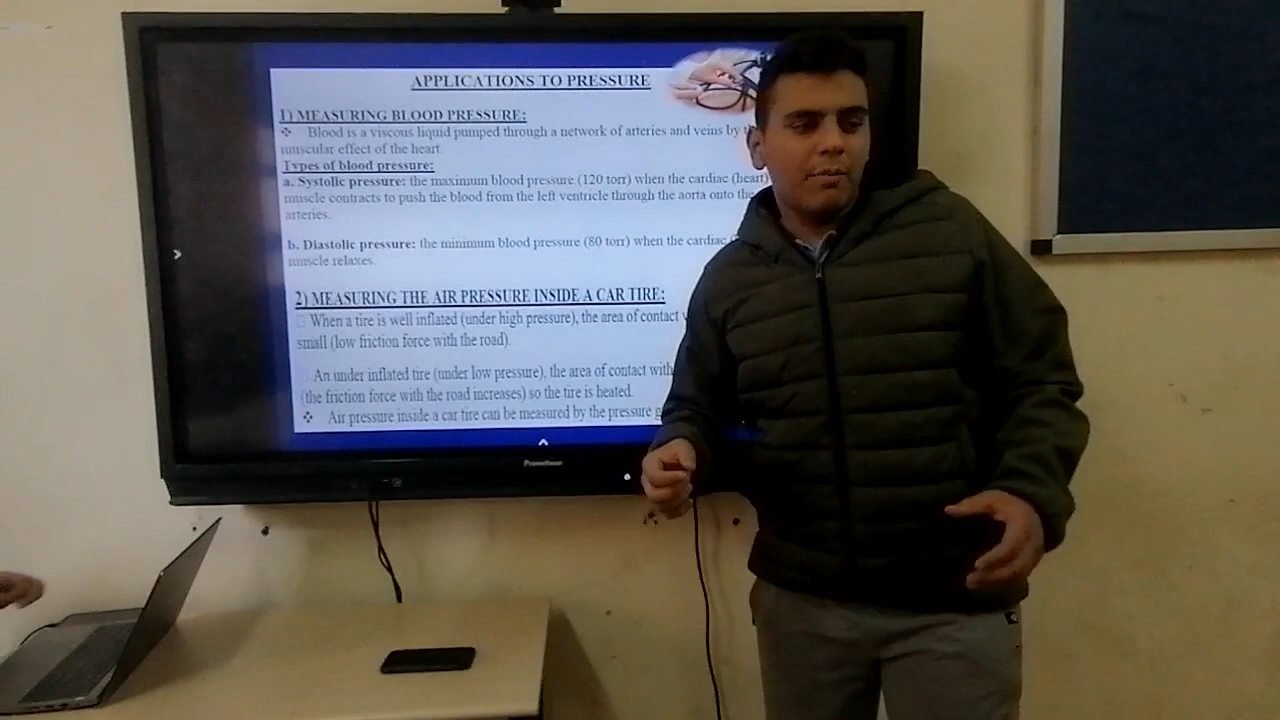 APPLICATIONS TO PRESSURE
1) MEASURING BLOOD PRESSURE:
❖ Blood is a viscous liquid pumped through a network of arteries and veins by
muscular effect of the heart.
Types of blood pressure:
a. Systolic pressure: the maximum blood pressure (120 torr) when the cardiac (heart)
muscle contracts to push the blood from the left ventricle through the aorta onto the
arteries.
b. Diastolic pressure: the minimum blood pressure (80 torr) when the cardiac
muscle relaxes.
2) MEASURING THE AIR PRESSURE INSIDE A CAR TIRE:
When a tire is well inflated (under high pressure), the area of contact
small (low friction force with the road).
An under inflated tire (under low pressure), the area of contact with
(the friction force with the road increases) so the tire is heated.
❖ Air pressure inside a car tire can be measured by the pressure
Promethean